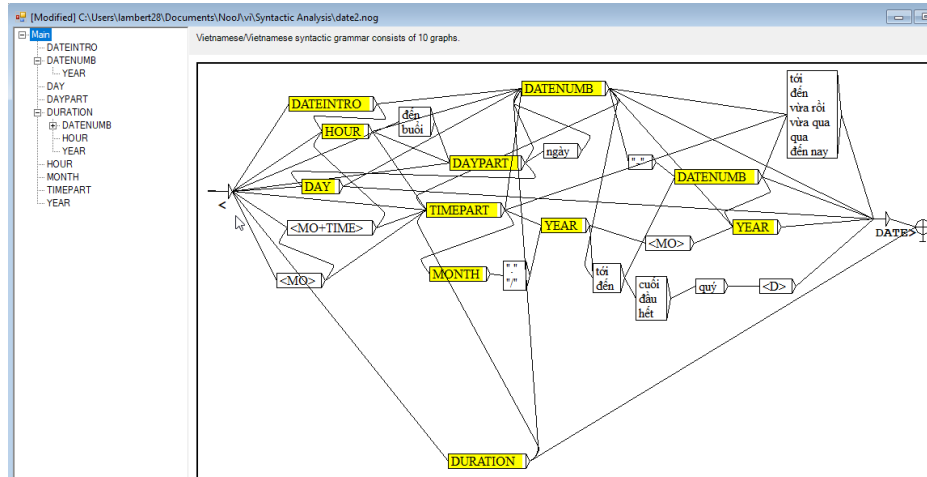 [Modified] C:\Users\lambert28\Documents\NooJ\vi\Syntactic Analysis\date2.nog
Main
DATEINTRO
DATENUMB
YEAR
DAY
DAYPART
DURATION
DATENUMB
HOUR
YEAR
HOUR
MONTH
TIMEPART
YEAR
Vietnamese/Vietnamese syntactic grammar consists of 10 graphs.
DATEINTRO
HOUR
đến
buổi
DATENUMB
tới
đến
vừa rồi
vừa qua
qua
đến nay
DAYPART
ngày
"-"
DATENUMB
DAY
<
TIMEPART
<MO+TIME>
YEAR
<MO>
YEAR
DATE>
<MO>
MONTH
"."
"/"
tới
đến
cuối
đầu
hết
quý
<D>
DURATION